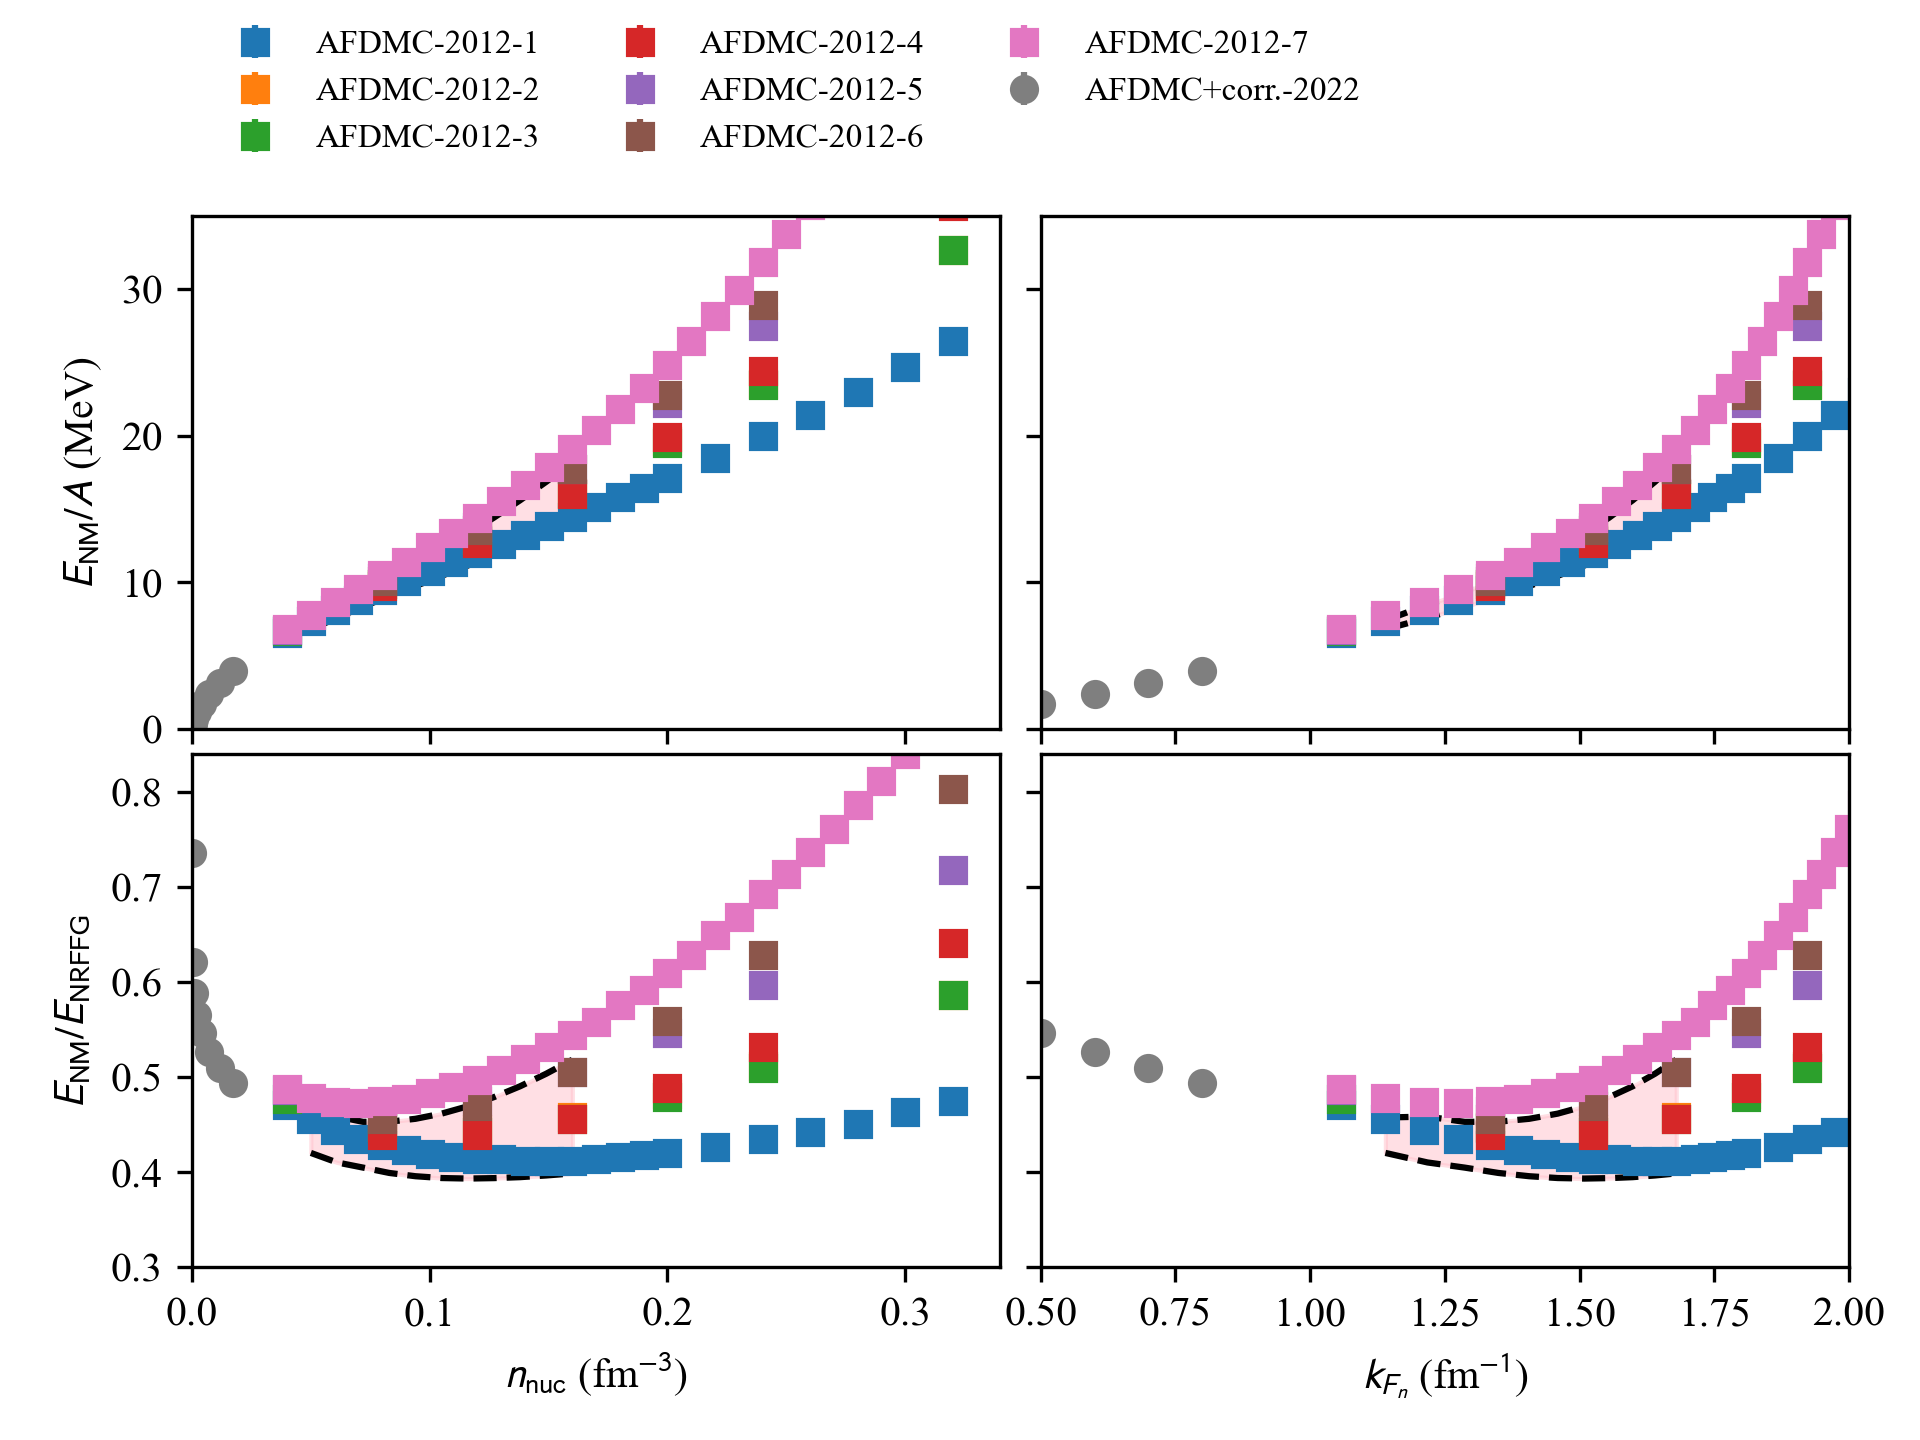 AFDMC-2012-1
AFDMC-2012-2
AFDMC-2012-3
AFDMC-2012-4
AFDMC-2012-5
AFDMC-2012-6
AFDMC-2012-7
AFDMC+corr.-2022
E_NM/A (MeV)
30
20
10
0
E_NM/E_NRFFG
0.8
0.7
0.6
0.5
0.4
0.3
0.0 0.1 0.2 0.3
n_nuc (fm⁻³)
0.50 0.75 1.00 1.25 1.50 1.75 2.00
k_{F_n} (fm⁻¹)